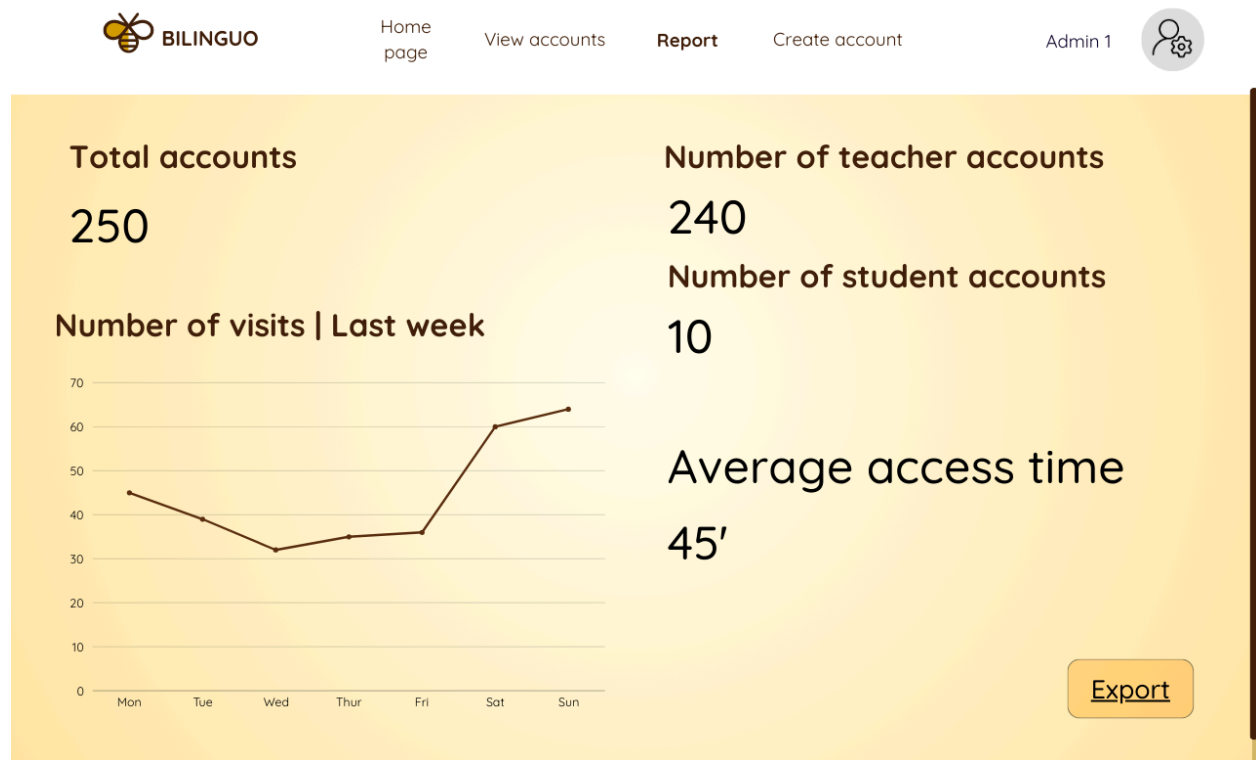 BILINGUO
Home
page
View accounts
Report
Create account
Admin 1
Total accounts
250
Number of teacher accounts
240
Number of student accounts
10
Number of visits | Last week
70
60
50
40
30
20
10
0
Mon Tue Wed Thur Fri Sat Sun
Average access time
45'
Export